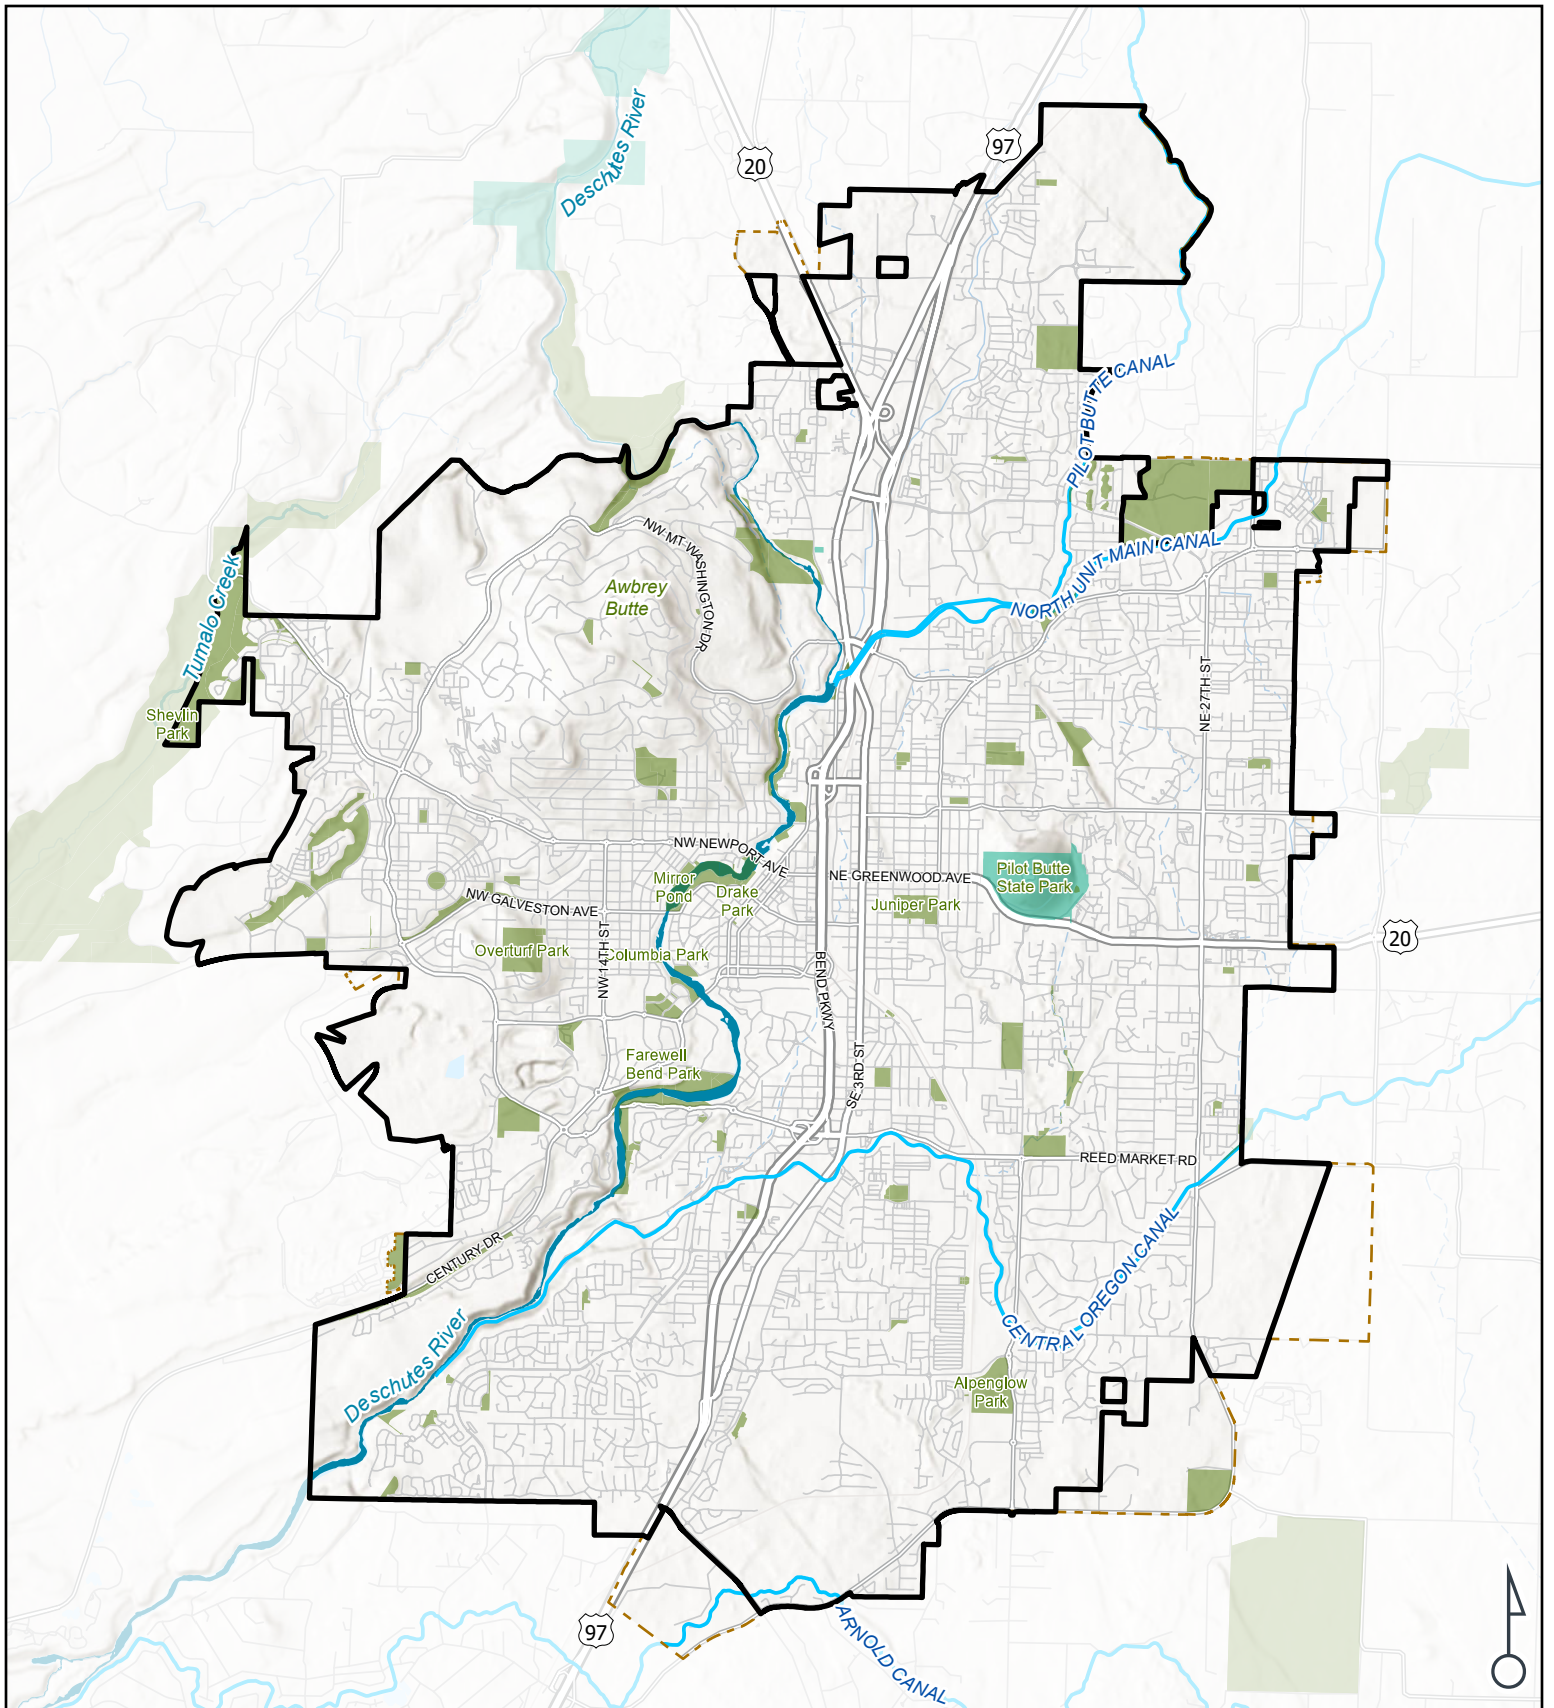 Deschutes River
20
97
PILOT BUTTE CANAL
NORTH UNIT MAIN CANAL
NW MT WASHINGTON DR
Awbrey
Butte
Tumalo Creek
Shevlin
Park
NE 27TH ST
NW NEWPORT AVE
NE GREENWOOD AVE
Pilot Butte
State Park
Mirror
Pond
Drake
Park
Juniper Park
NW GALVESTON AVE
Overturf Park
NW 14TH ST
Columbia Park
20
BEND PKWY
SE 3RD ST
Farewell
Bend Park
REED MARKET RD
CENTURY DR
CENTRAL OREGON CANAL
Deschutes River
Alpenglow
Park
97
ARNOLD CANAL